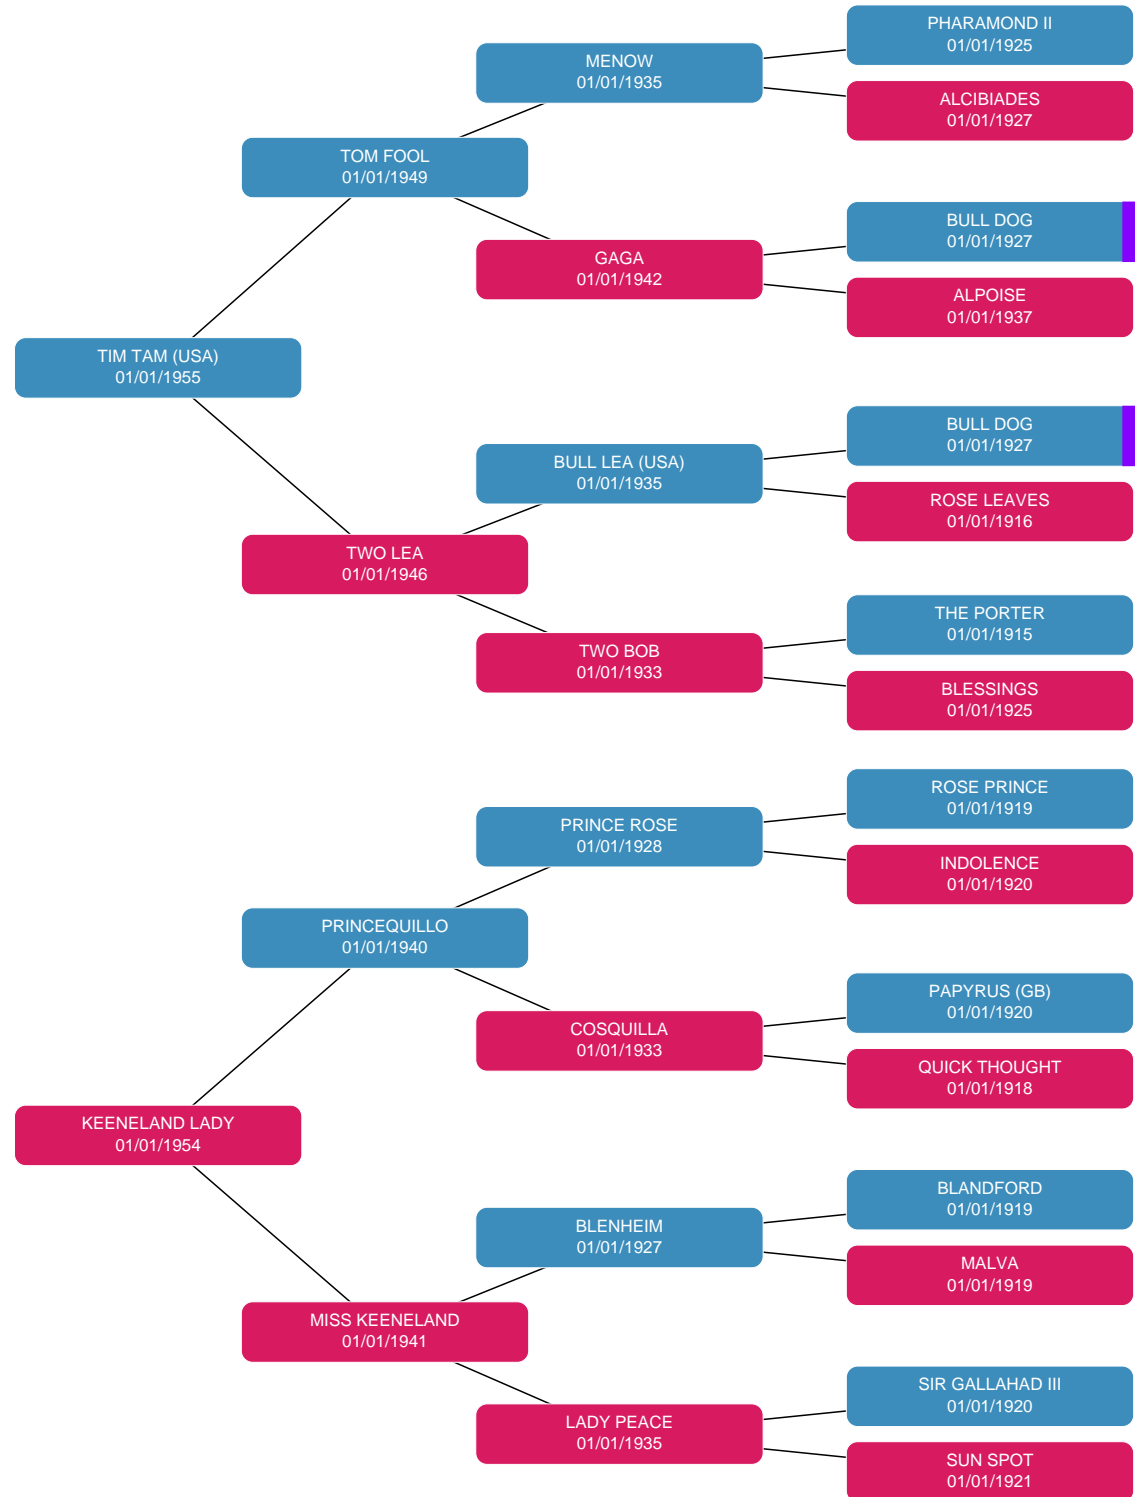 PHARAMOND II
01/01/1925
MENOW
01/01/1935
ALCIBIADES
01/01/1927
TOM FOOL
01/01/1949
BULL DOG
01/01/1927
GAGA
01/01/1942
ALPOISE
01/01/1937
TIM TAM (USA)
01/01/1955
BULL DOG
01/01/1927
BULL LEA (USA)
01/01/1935
ROSE LEAVES
01/01/1916
TWO LEA
01/01/1946
THE PORTER
01/01/1915
TWO BOB
01/01/1933
BLESSINGS
01/01/1925
ROSE PRINCE
01/01/1919
PRINCE ROSE
01/01/1928
INDOLENCE
01/01/1920
PRINCEQUILLO
01/01/1940
PAPYRUS (GB)
01/01/1920
COSQUILLA
01/01/1933
QUICK THOUGHT
01/01/1918
KEENELAND LADY
01/01/1954
BLANDFORD
01/01/1919
BLENHEIM
01/01/1927
MALVA
01/01/1919
MISS KEENELAND
01/01/1941
SIR GALLAHAD III
01/01/1920
LADY PEACE
01/01/1935
SUN SPOT
01/01/1921